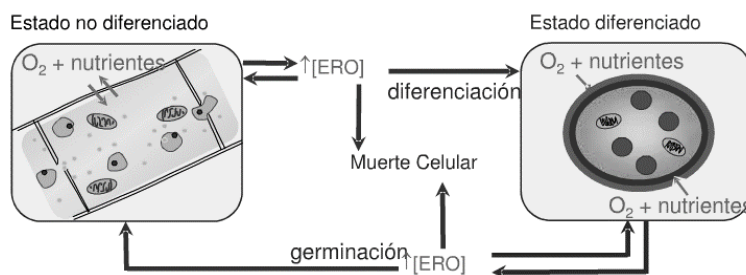 Estado no diferenciado
Estado diferenciado
O₂ + nutrientes
↑[ERO]
O₂ + nutrientes
diferenciación
Muerte Celular
O₂ + nutrientes
germinación
↑[ERO]